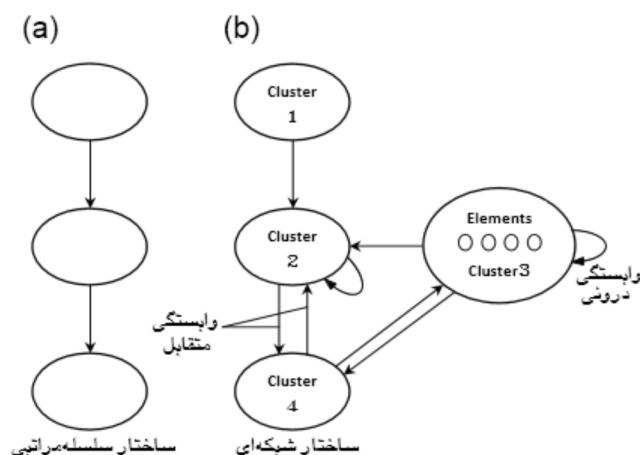 (a)
(b)
Cluster
1
Cluster
2
Elements
Cluster3
وابستگی
درونی
وابستگی
متقابل
Cluster
4
ساختار سلسله‌مراتبی
ساختار شبکه‌ای